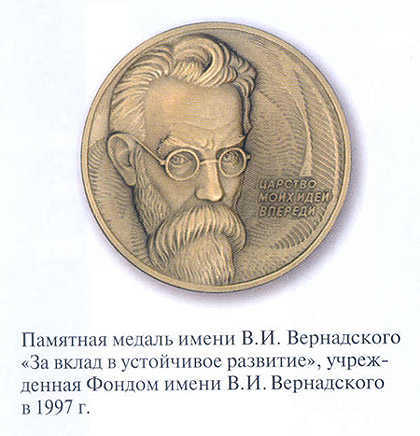 ЦАРСТВО
МОИХ ИДЕЙ
ВПЕРЕДИ
Памятная медаль имени В.И. Вернадского
«За вклад в устойчивое развитие», учреж-
денная Фондом имени В.И. Вернадского
в 1997 г.